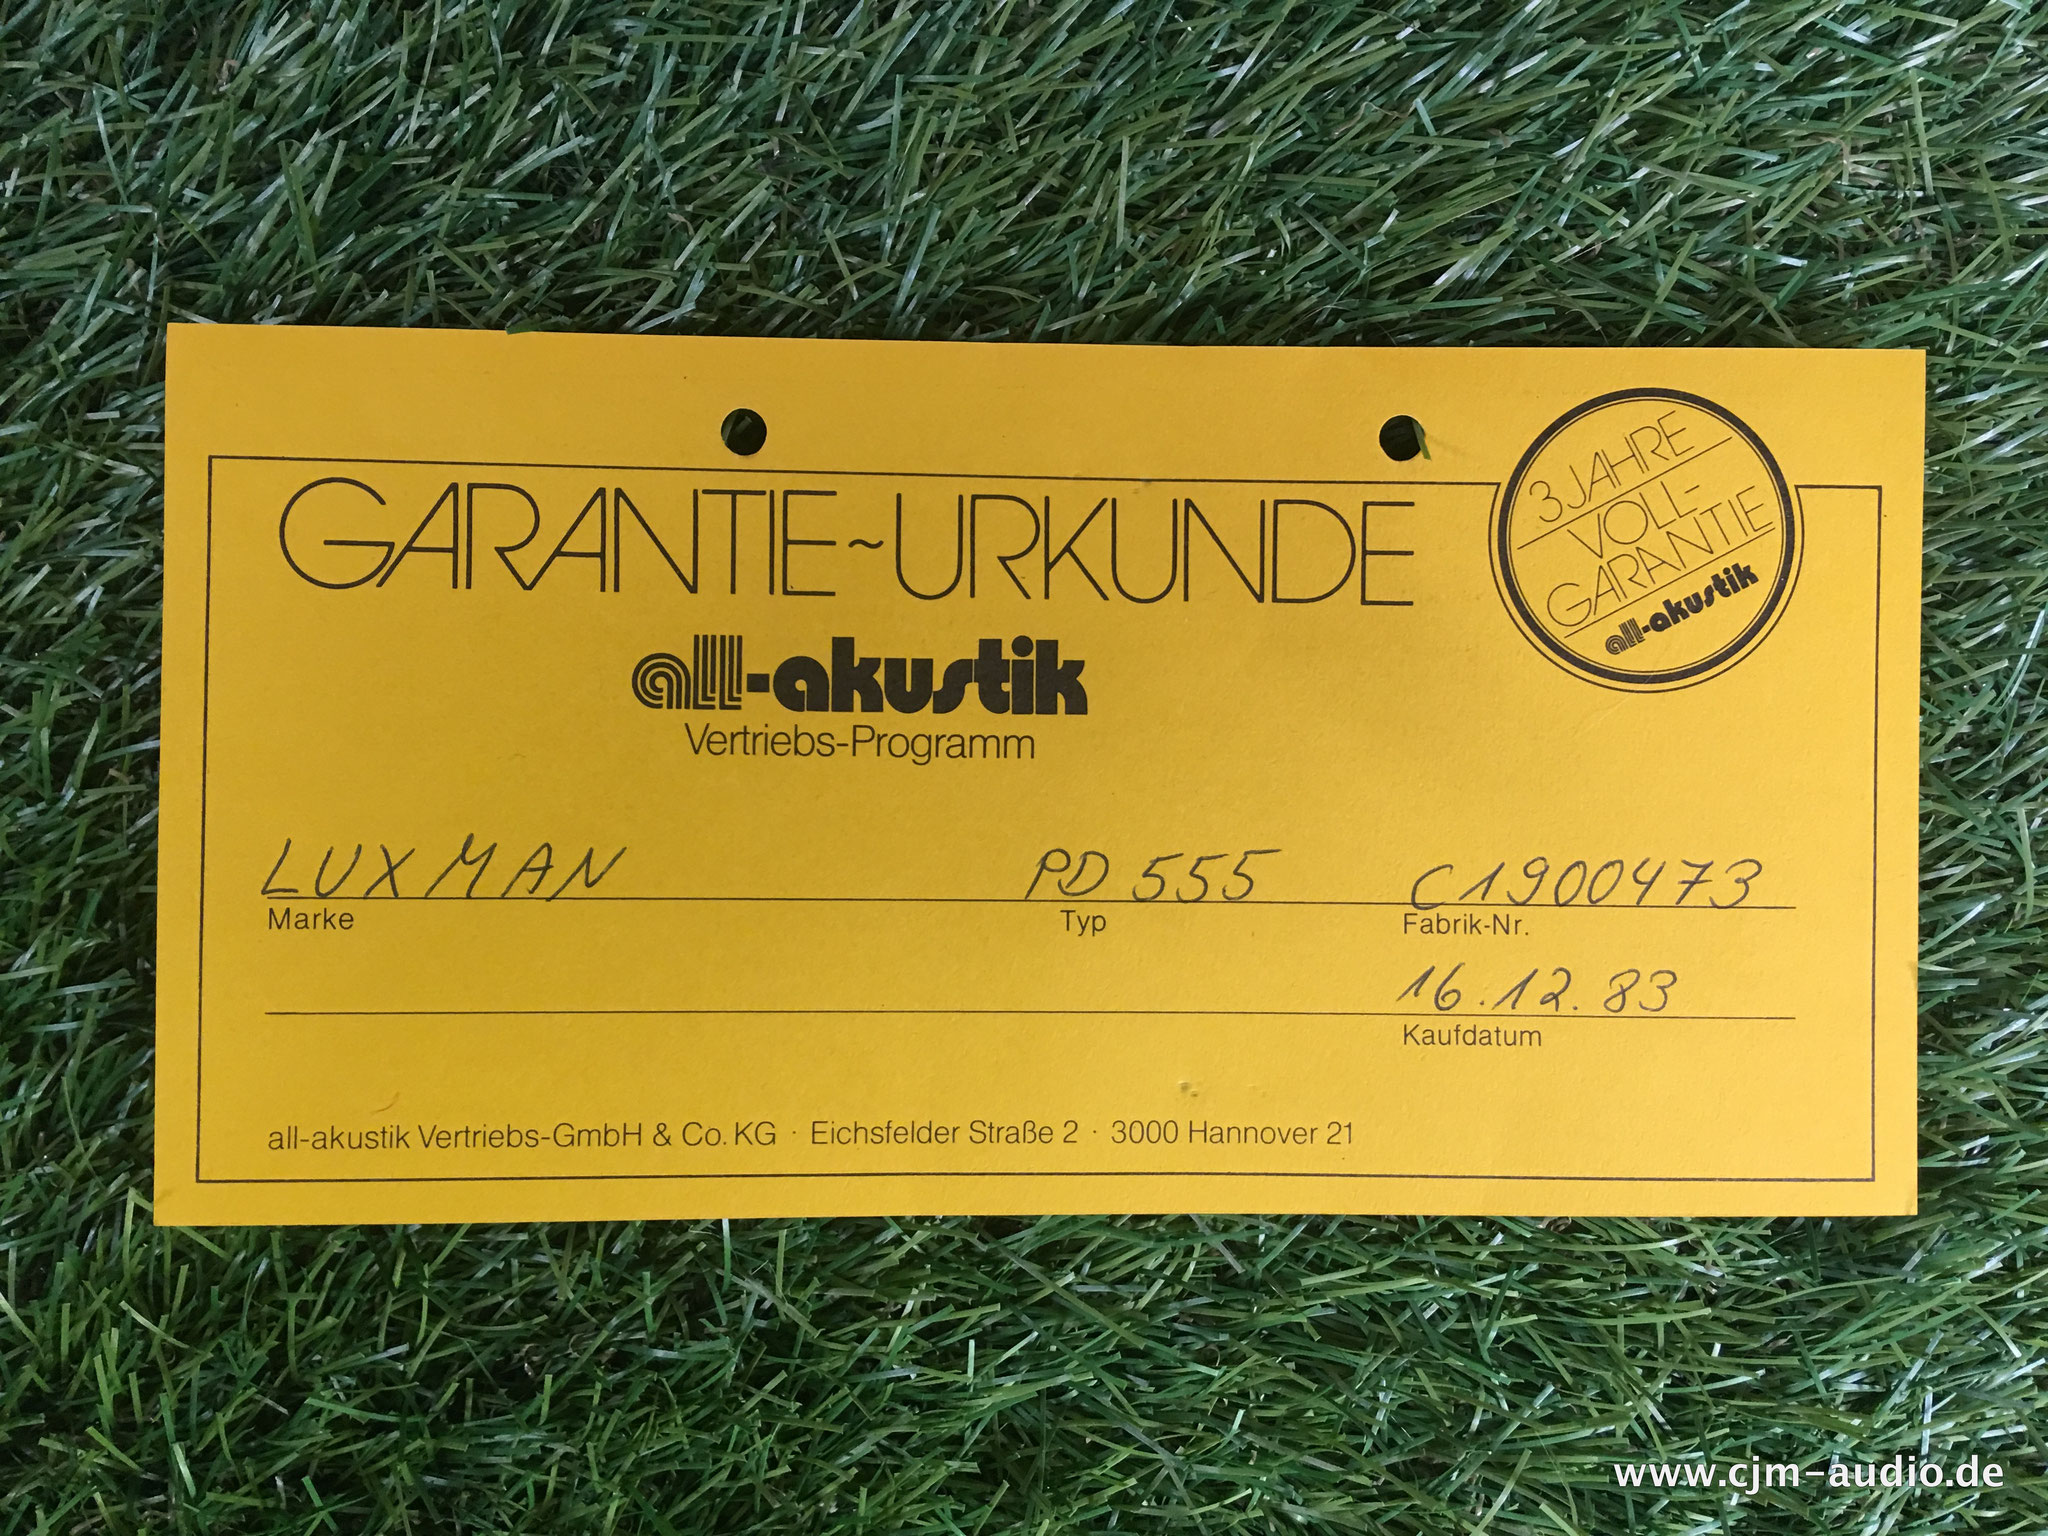 GARANTIE~URKUNDE
3 JAHRE
VOLL-
GARANTIE
all-akustik
all-akustik
Vertriebs-Programm
LUXMAN PD 555 C1900473
Marke Typ Fabrik-Nr.
16.12.83
Kaufdatum
all-akustik Vertriebs-GmbH & Co. KG · Eichsfelder Straße 2 · 3000 Hannover 21
www.cjm-audio.de